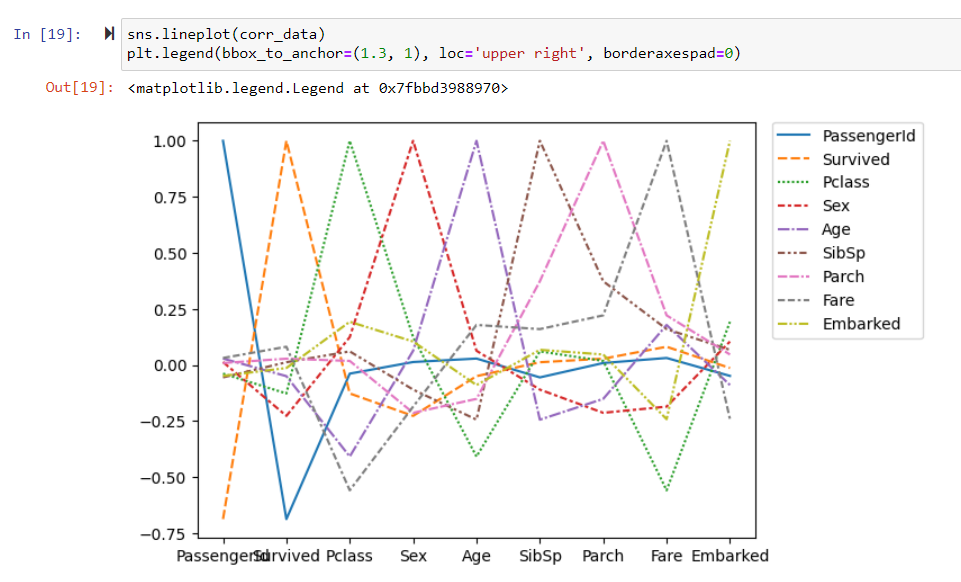 In [19]:
sns.lineplot(corr_data)
plt.legend(bbox_to_anchor=(1.3, 1), loc='upper right', borderaxespad=0)
Out[19]: <matplotlib.legend.Legend at 0x7fbbd3988970>
1.00
0.75
0.50
0.25
0.00
−0.25
−0.50
−0.75
PassengerId Survived Pclass Sex Age SibSp Parch Fare Embarked
PassengerId
Survived
Pclass
Sex
Age
SibSp
Parch
Fare
Embarked